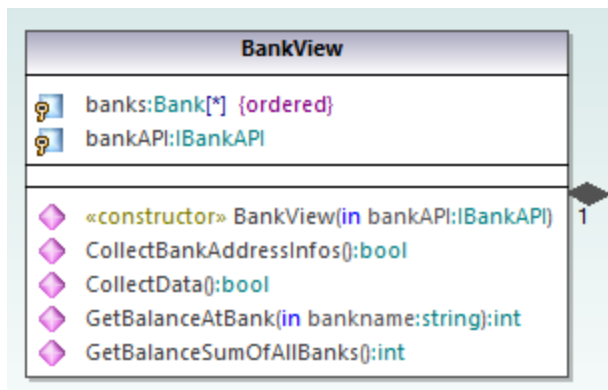 BankView
banks:Bank[*] {ordered}
bankAPI:IBankAPI
«constructor» BankView(in bankAPI:IBankAPI)
1
CollectBankAddressInfos():bool
CollectData():bool
GetBalanceAtBank(in bankname:string):int
GetBalanceSumOfAllBanks():int